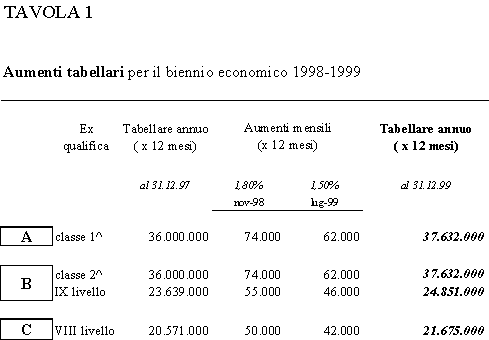 TAVOLA 1
Aumenti tabellari per il biennio economico 1998-1999
Ex Tabellare annuo Aumenti mensili Tabellare annuo
qualifica ( x 12 mesi) (x 12 mesi) ( x 12 mesi)
al 31.12.97 1,80% 1,50% al 31.12.99
nov-98 lug-99
A classe 1^ 36.000.000 74.000 62.000 37.632.000
B classe 2^ 36.000.000 74.000 62.000 37.632.000
IX livello 23.639.000 55.000 46.000 24.851.000
C VIII livello 20.571.000 50.000 42.000 21.675.000